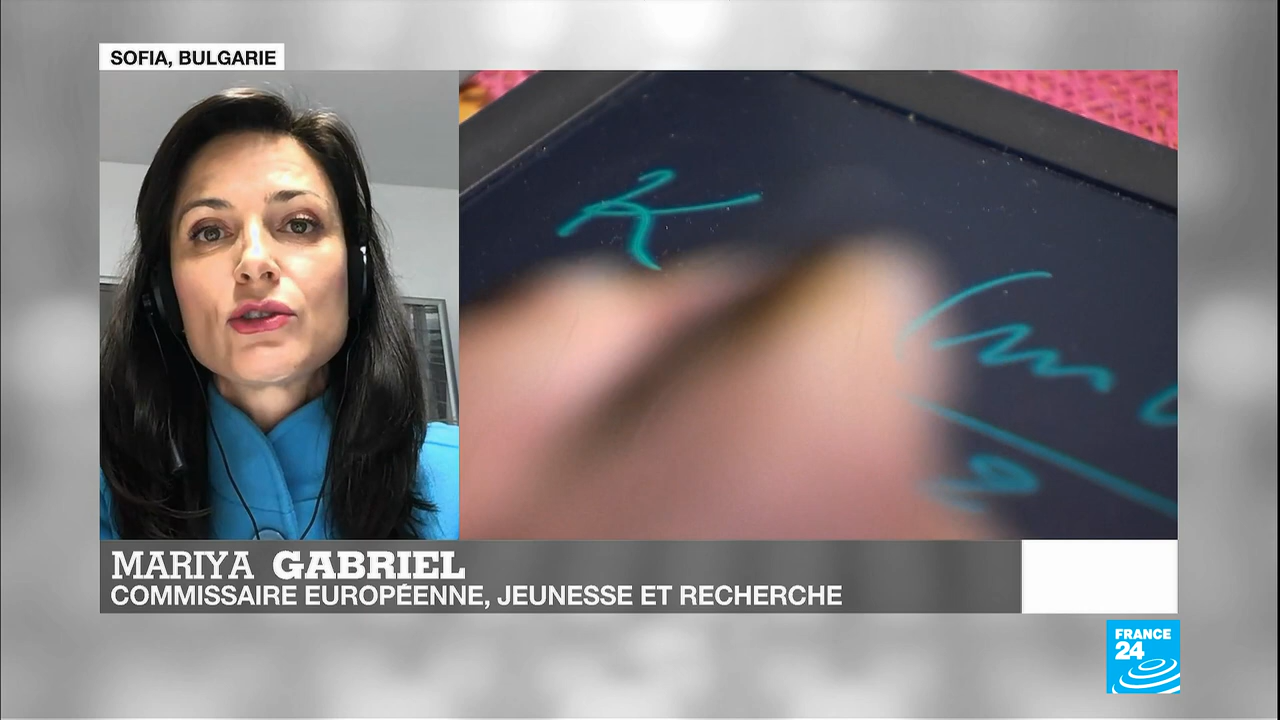 SOFIA, BULGARIE
K
MARIYA GABRIEL
COMMISSAIRE EUROPÉENNE, JEUNESSE ET RECHERCHE
FRANCE
24